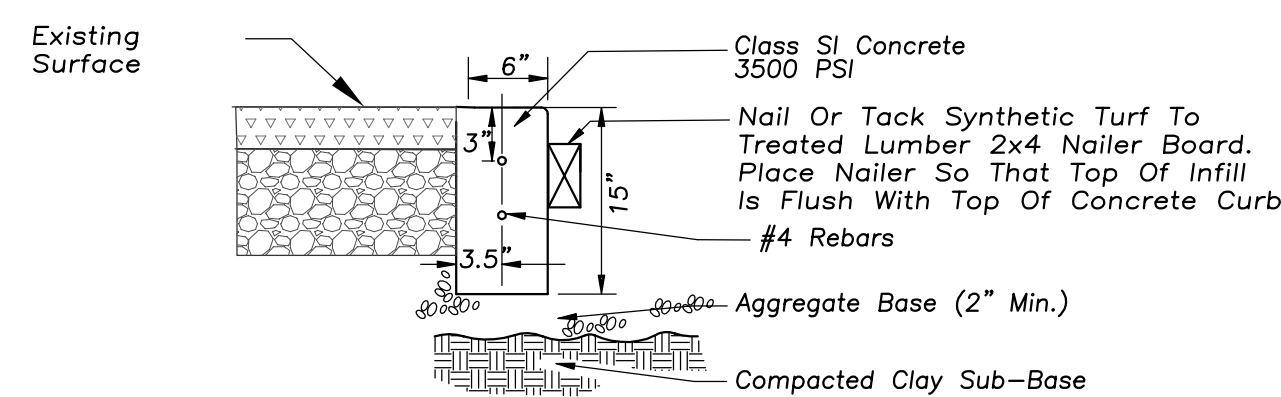 Existing
Surface
6”
Class SI Concrete
3500 PSI
Nail Or Tack Synthetic Turf To
Treated Lumber 2x4 Nailer Board.
Place Nailer So That Top Of Infill
Is Flush With Top Of Concrete Curb
3”
15”
#4 Rebars
3.5”
Aggregate Base (2” Min.)
Compacted Clay Sub-Base